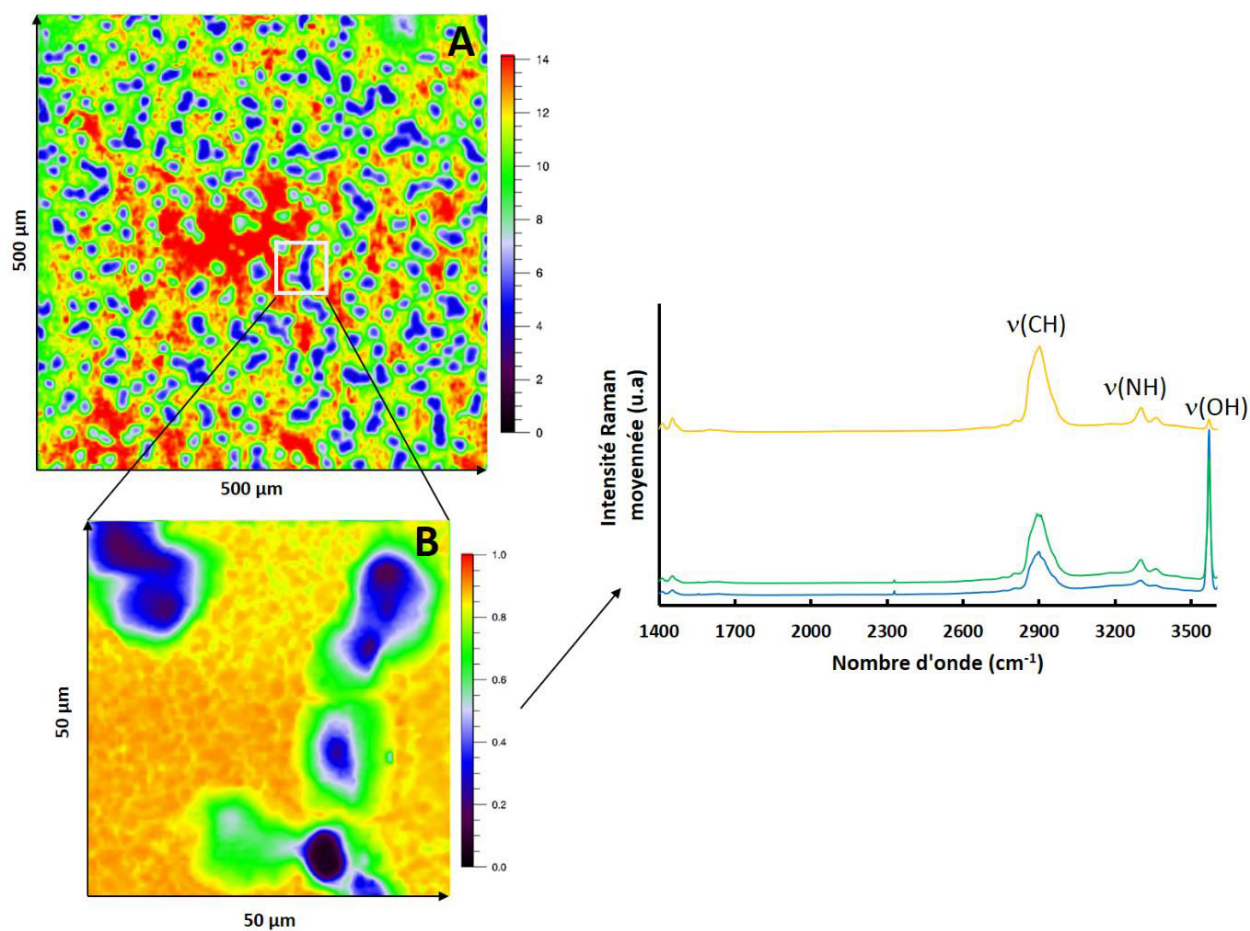 A
14
12
10
8
6
4
2
0
500 µm
500 µm
B
1.0
0.8
0.6
0.4
0.2
0.0
50 µm
50 µm
ν(CH)
ν(NH)
ν(OH)
Intensité Raman
moyennée (u.a)
1400 1700 2000 2300 2600 2900 3200 3500
Nombre d'onde (cm⁻¹)